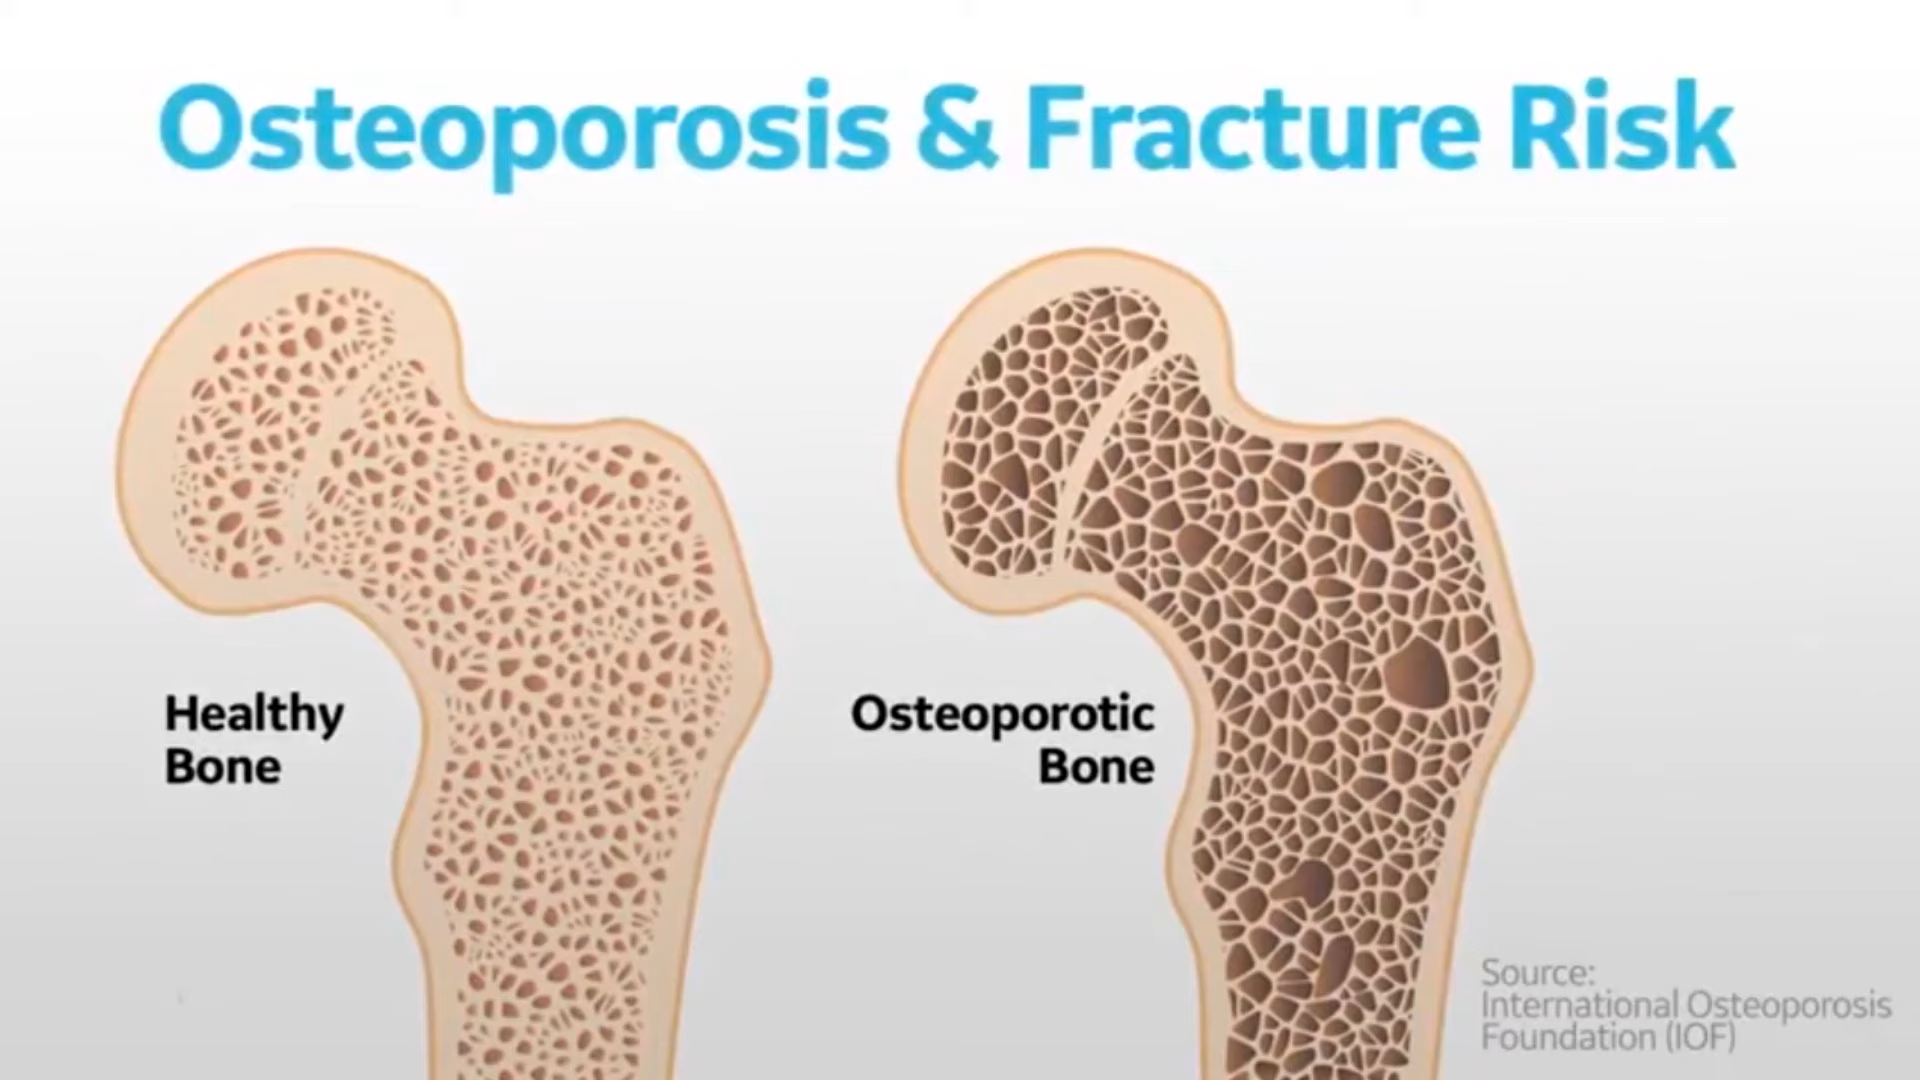 Osteoporosis & Fracture Risk
Healthy
Bone
Osteoporotic
Bone
Source:
International Osteoporosis
Foundation (IOF)